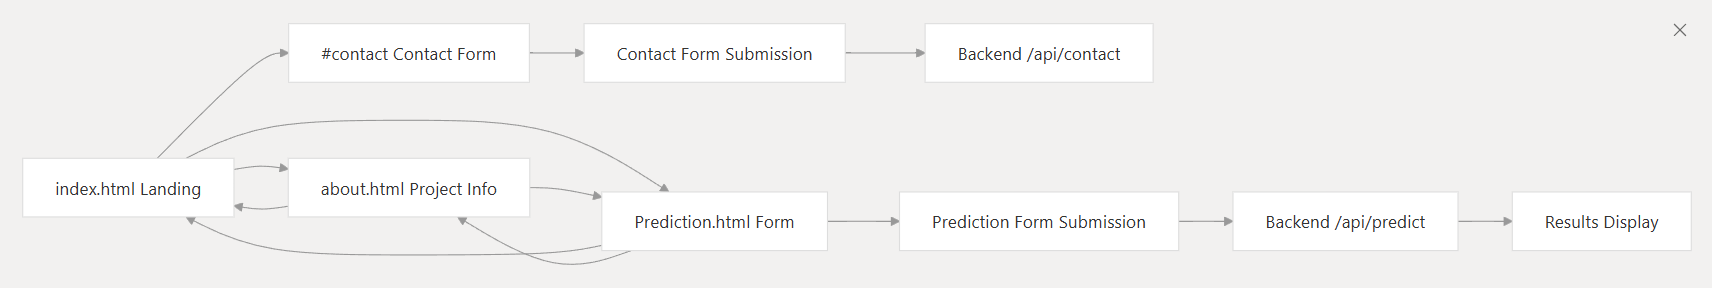 #contact Contact Form
Contact Form Submission
Backend /api/contact
index.html Landing
about.html Project Info
Prediction.html Form
Prediction Form Submission
Backend /api/predict
Results Display